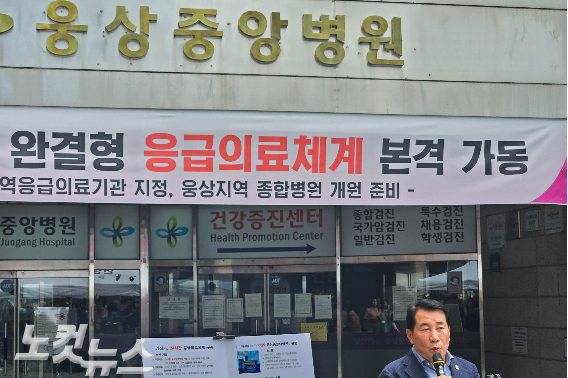 웅상중앙병원
완결형 응급의료체계 본격 가동
역응급의료기관 지정, 웅상지역 종합병원 개원 준비 -
중앙병원
Jungang Hospital
건강증진센터
Health Promotion Center
종합검진
국가암검진
일반검진
특수검진
채용검진
학생검진
노컷뉴스